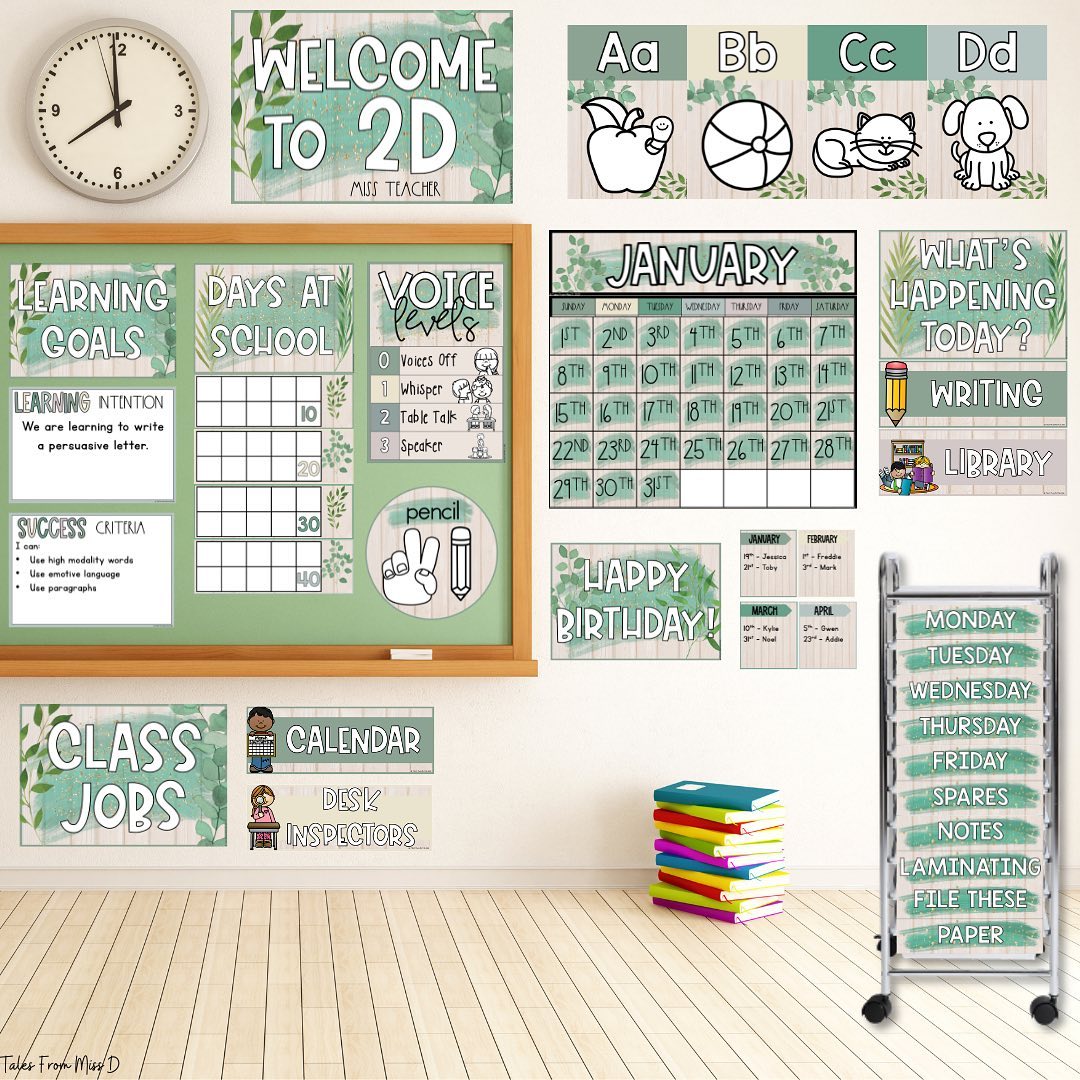 12
3
6
9
WELCOME
TO 2D
MISS TEACHER
Aa
Bb
Cc
Dd
LEARNING
GOALS
LEARNING INTENTION
We are learning to write
a persuasive letter.
SUCCESS CRITERIA
I can:
• Use high modality words
• Use emotive language
• Use paragraphs
DAYS AT
SCHOOL
10
20
30
40
VOICE
levels
0 Voices Off
1 Whisper
2 Table Talk
3 Speaker
pencil
JANUARY
SUNDAY MONDAY TUESDAY WEDNESDAY THURSDAY FRIDAY SATURDAY
1ST 2ND 3RD 4TH 5TH 6TH 7TH
8TH 9TH 10TH 11TH 12TH 13TH 14TH
15TH 16TH 17TH 18TH 19TH 20TH 21ST
22ND 23RD 24TH 25TH 26TH 27TH 28TH
29TH 30TH 31ST
WHAT'S
HAPPENING
TODAY?
WRITING
LIBRARY
HAPPY
BIRTHDAY!
JANUARY
19th - Jessica
21st - Toby
FEBRUARY
1st - Freddie
3rd - Mark
MARCH
10th - Kylie
31st - Noel
APRIL
5th - Gwen
23rd - Addie
CLASS
JOBS
CALENDAR
DESK
INSPECTORS
MONDAY
TUESDAY
WEDNESDAY
THURSDAY
FRIDAY
SPARES
NOTES
LAMINATING
FILE THESE
PAPER
Tales From Miss D